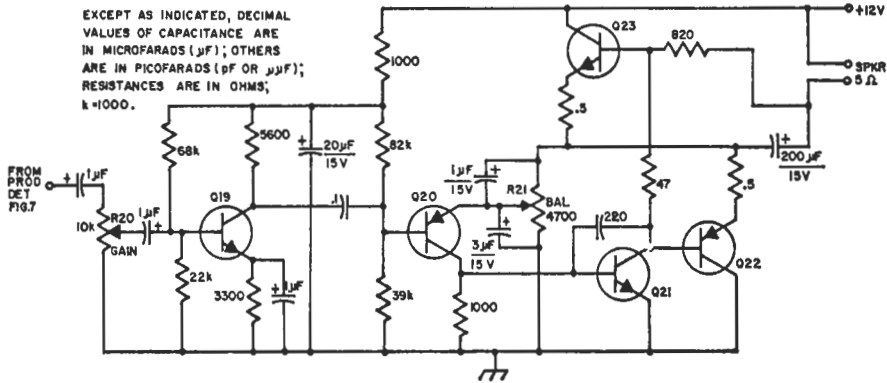 EXCEPT AS INDICATED, DECIMAL
VALUES OF CAPACITANCE ARE
IN MICROFARADS (μF); OTHERS
ARE IN PICOFARADS (pF OR μμF);
RESISTANCES ARE IN OHMS;
k=1000.
+12V
Q23
820
SPKR
5Ω
1000
.5
68k
5600
20μF
15V
82k
200μF
15V
FROM
PROD
DET
FIG.7
+
1μF
Q19
.1
Q20
1μF
15V
R21
BAL
4700
47
.5
10k
R20
GAIN
1μF
+
3μF
15V
220
Q22
Q21
22k
3300
+
1μF
39k
1000